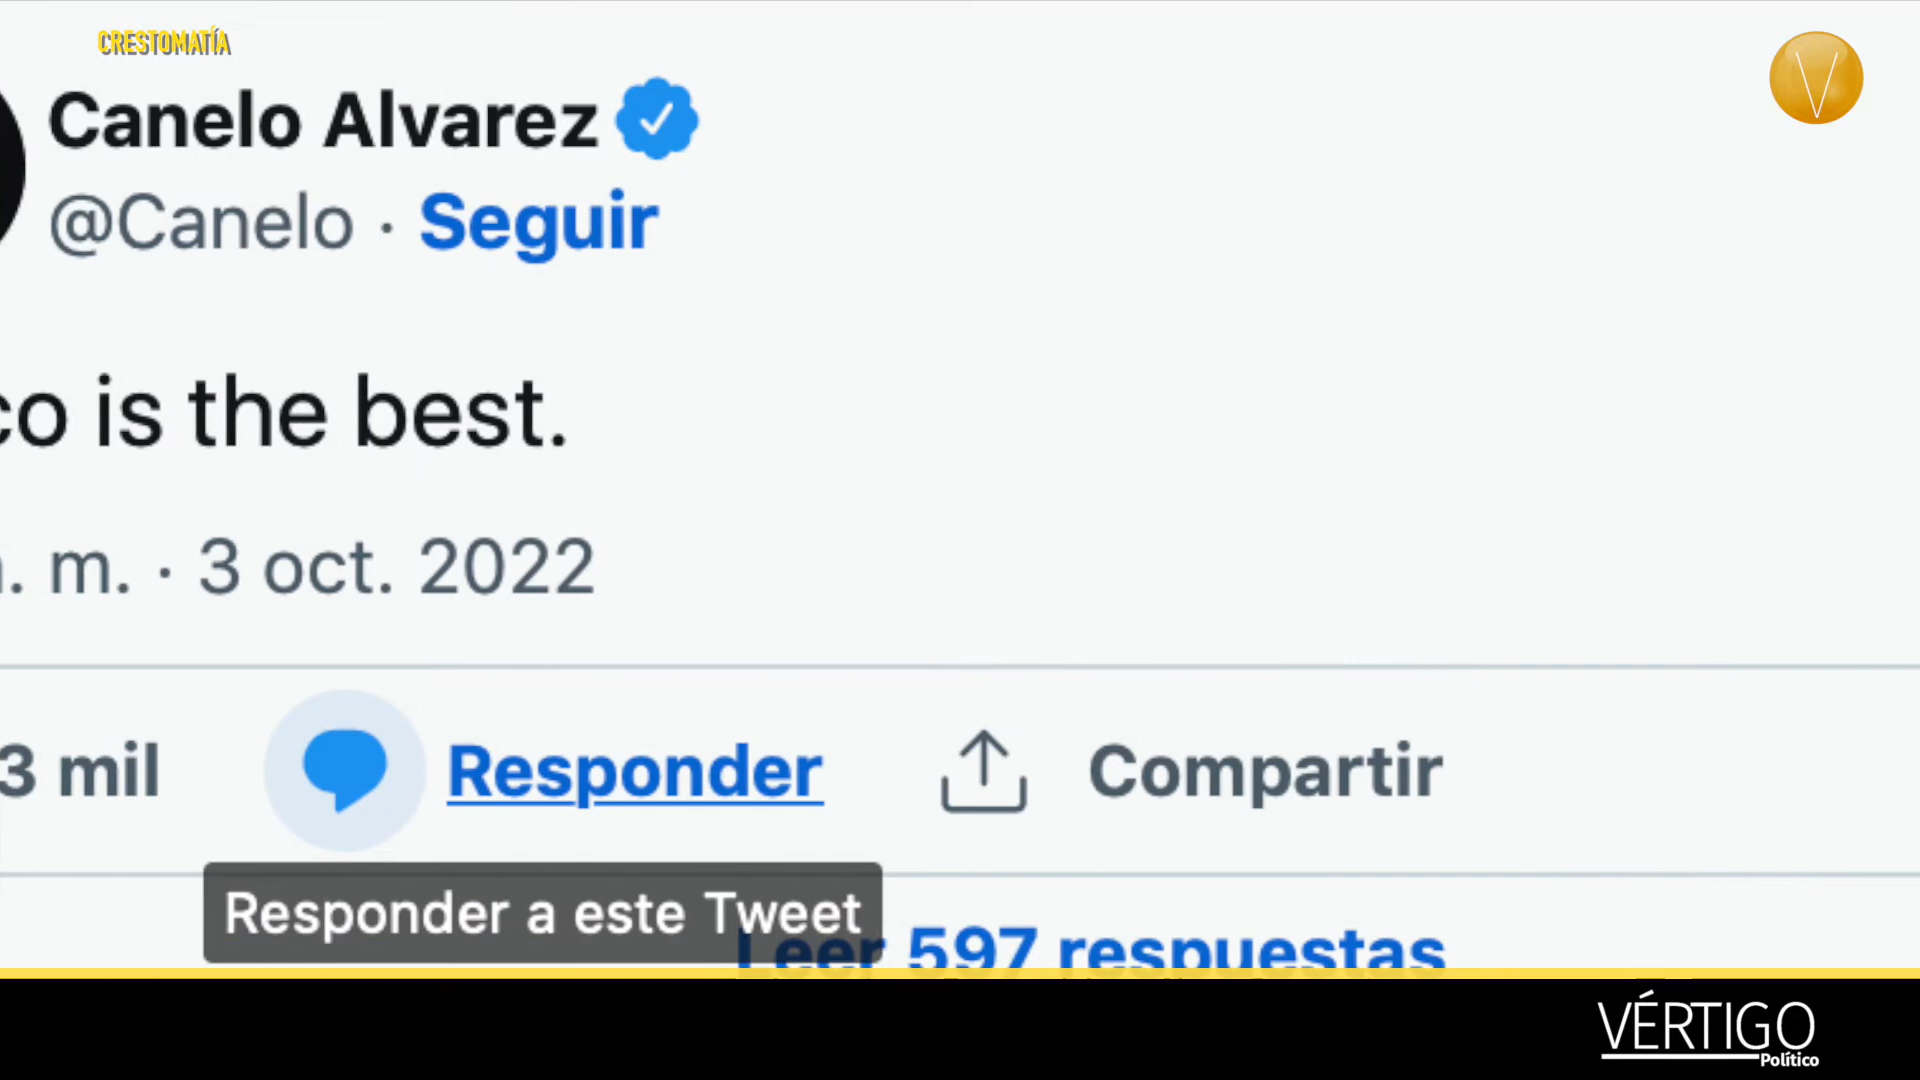 CRESTOMATÍA
V
Canelo Alvarez
@Canelo · Seguir
co is the best.
. m. · 3 oct. 2022
3 mil
Responder
Compartir
Responder a este Tweet
Leer 597 respuestas
VÉRTIGO
Político